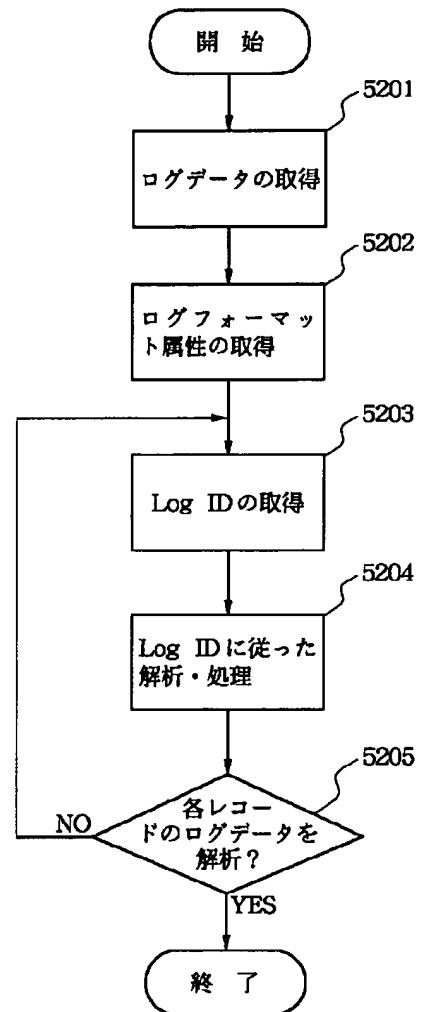 開 始
5201
ログデータの取得
5202
ログフォーマッ
ト属性の取得
5203
Log IDの取得
5204
Log IDに従った
解析・処理
5205
各レコー
ドのログデータを
解析?
NO
YES
終 了